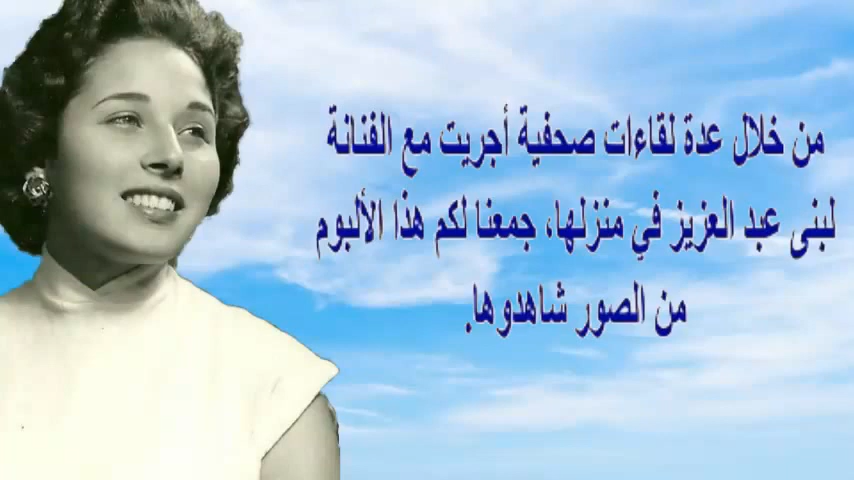 من خلال عدة لقاءات صحفية أجريت مع الفنانة
لبنى عبد العزيز في منزلها، جمعنا لكم هذا الألبوم
من الصور شاهدوها.